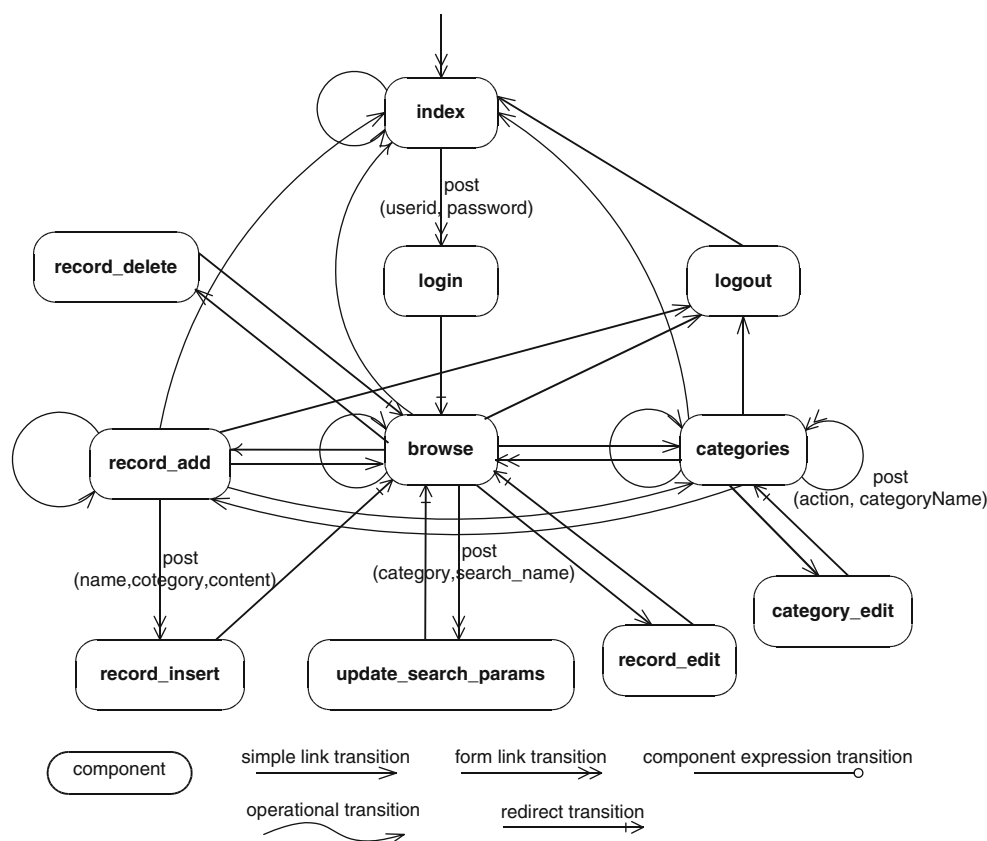 index
post
(userid, password)
record_delete
login
logout
record_add
browse
categories
post
(action, categoryName)
post
(name,cotegory,content)
post
(category,search_name)
category_edit
record_insert
update_search_params
record_edit
component
simple link transition
form link transition
component expression transition
operational transition
redirect transition